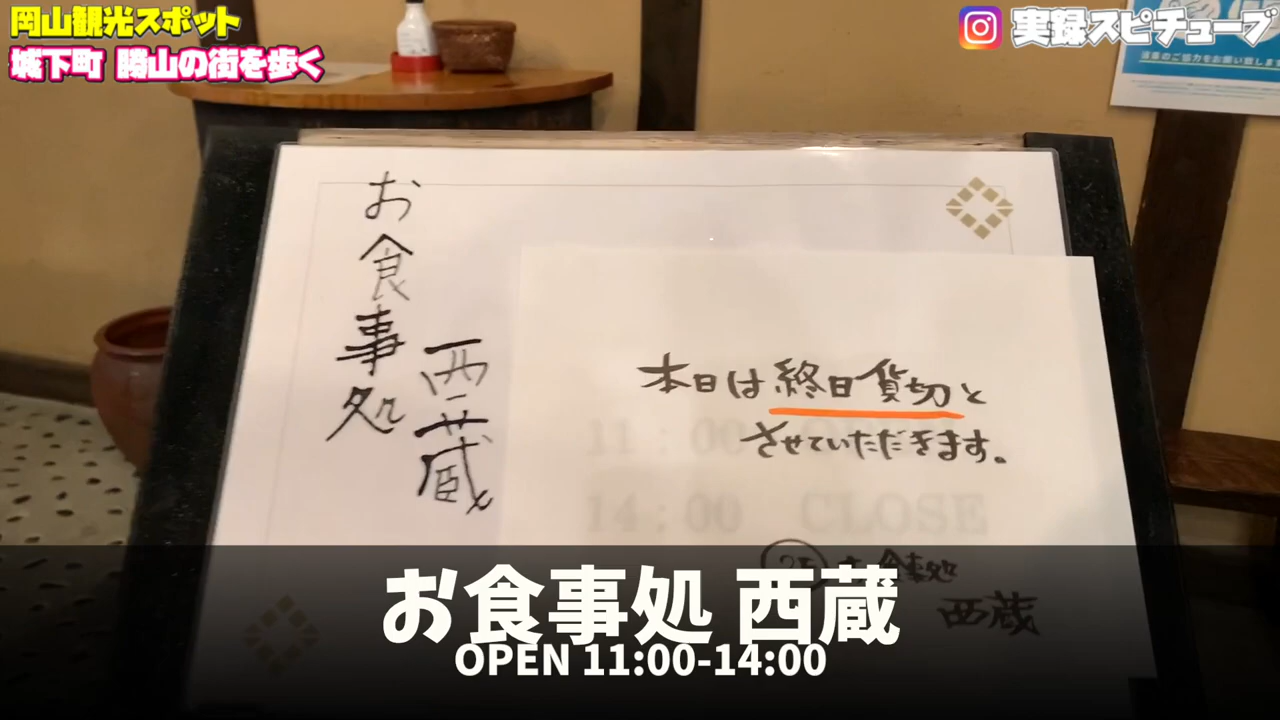 岡山観光スポット
城下町 勝山の街を歩く
実録スピチューブ
お食事処
西蔵
本日は終日貸切と
させていただきます。
11:00
14:00 CLOSE
お食事処
西蔵
お食事処 西蔵
OPEN 11:00-14:00